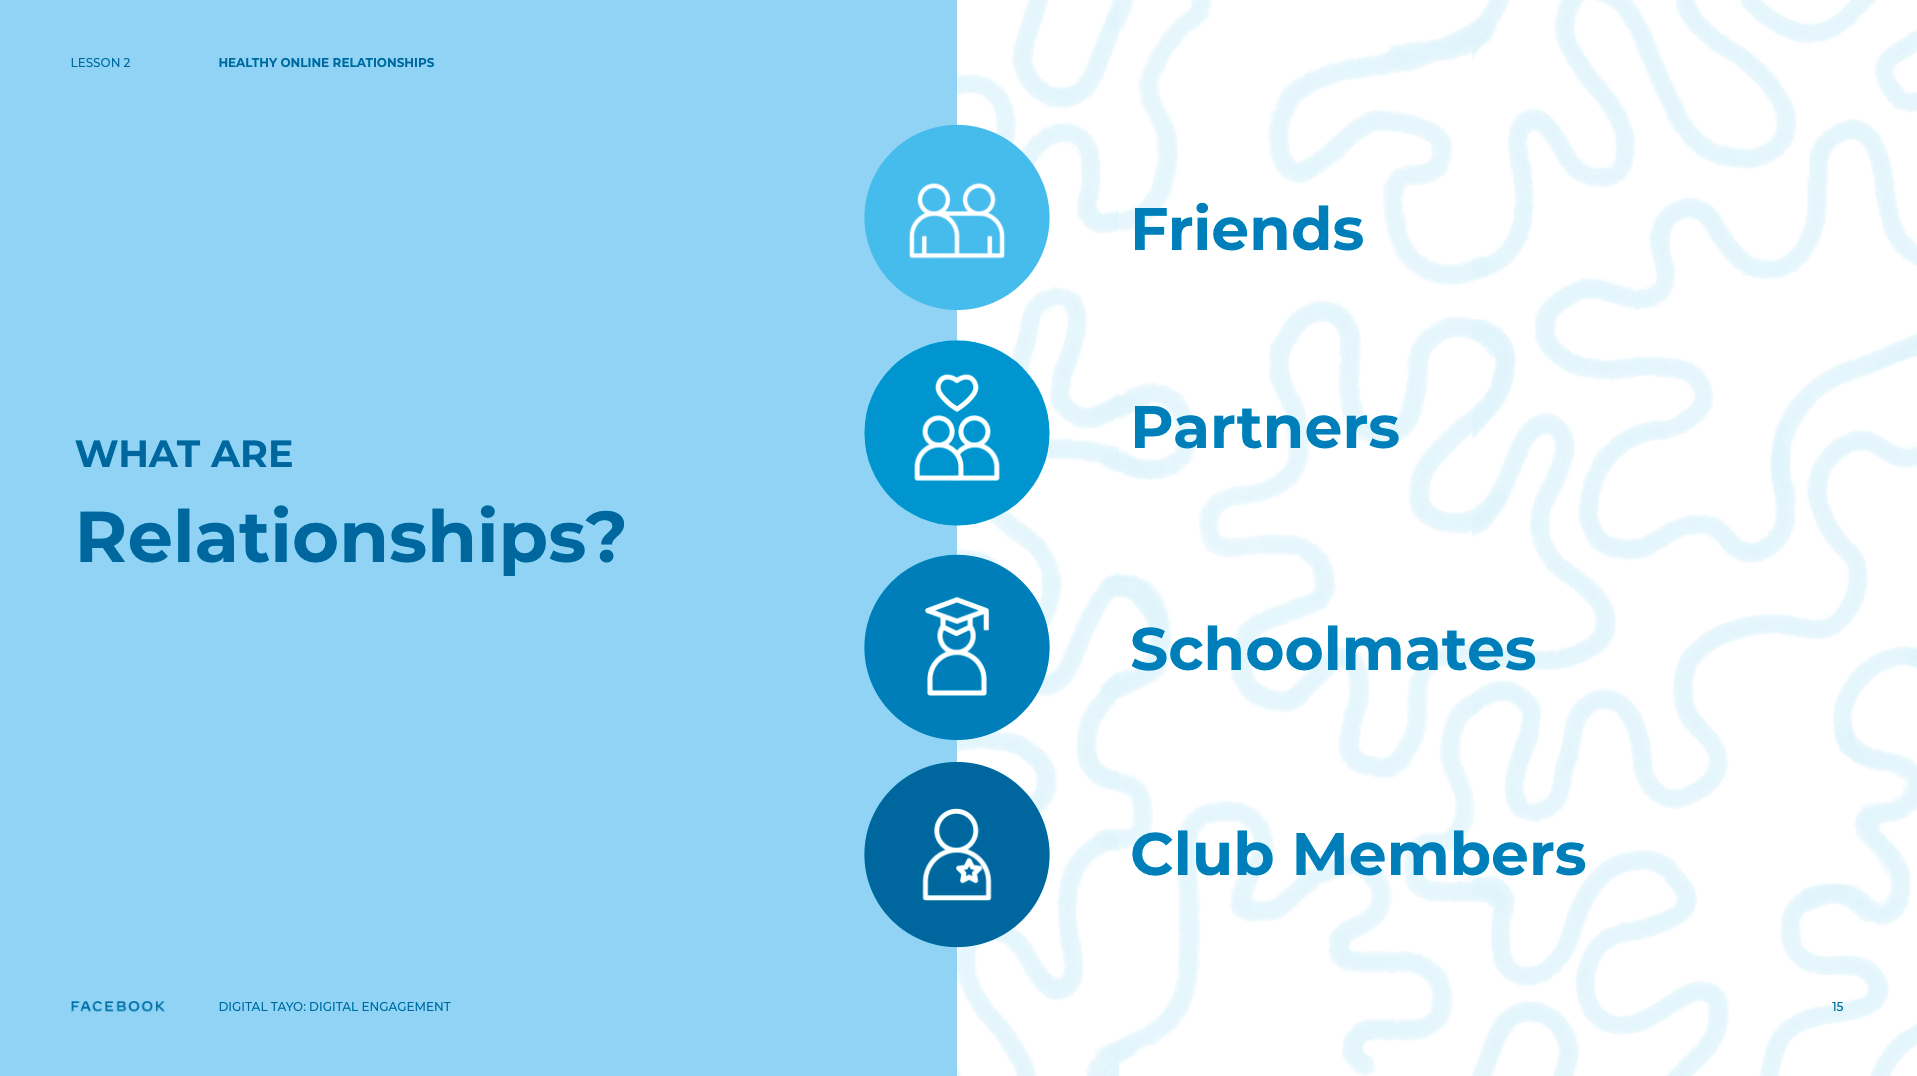 LESSON 2
HEALTHY ONLINE RELATIONSHIPS
WHAT ARE
Relationships?
Friends
Partners
Schoolmates
Club Members
FACEBOOK
DIGITAL TAYO: DIGITAL ENGAGEMENT
15